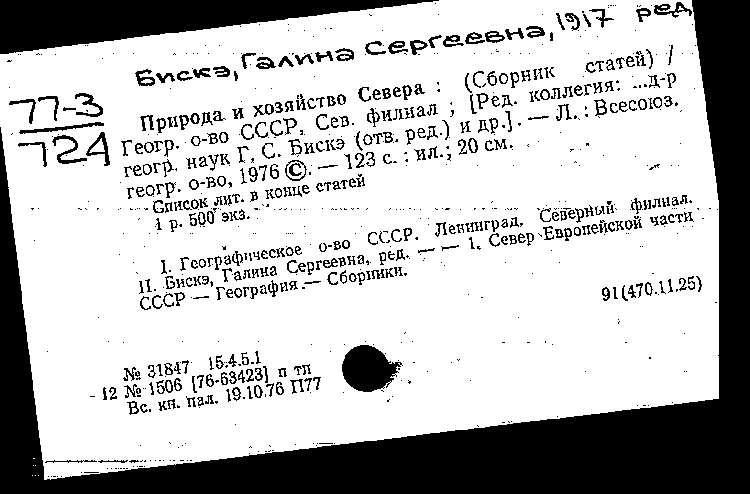 Бискэ, Галина Сергеевна, 1917 ред
77-3
724
Природа и хозяйство Севера : (Сборник статей) /
Геогр. о-во СССР, Сев. филиал ; [Ред. коллегия: ...д-р
геогр. наук Г. С. Бискэ (отв. ред.) и др.]. — Л. : Всесоюз.
геогр. о-во, 1976 ©. — 123 с. : ил.; 20 см.
Список лит. в конце статей
1 р. 500 экз.
I. Географическое о-во СССР. Ленинград. Северный филиал.
II. Бискэ, Галина Сергеевна, ред. — — 1. Север Европейской части
СССР — География.— Сборники.
91(470.11.25)
№ 31847 15.4.5.1
12 № 1506 [76-63423] п тп
Вс. кн. пал. 19.10.76 П77